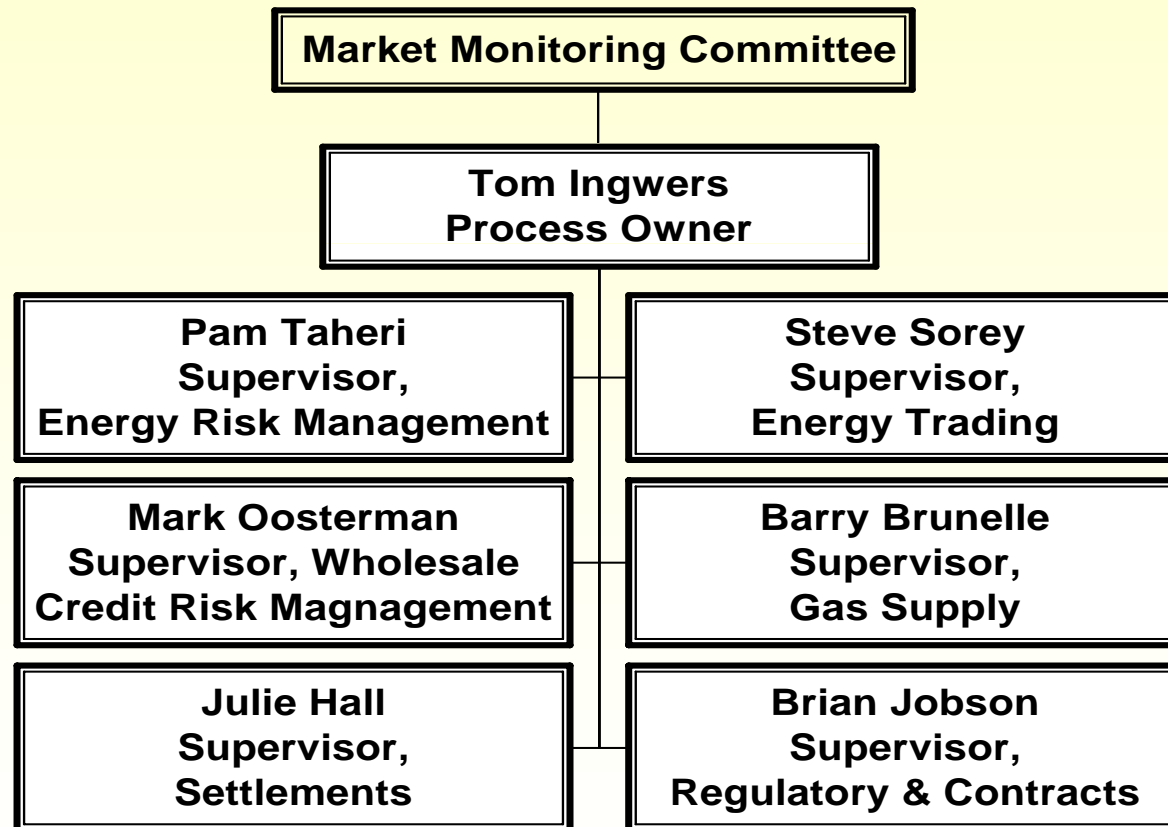 Market Monitoring Committee
Tom Ingwers
Process Owner
Pam Taheri
Supervisor,
Energy Risk Management
Steve Sorey
Supervisor,
Energy Trading
Mark Oosterman
Supervisor, Wholesale
Credit Risk Magnagement
Barry Brunelle
Supervisor,
Gas Supply
Julie Hall
Supervisor,
Settlements
Brian Jobson
Supervisor,
Regulatory & Contracts